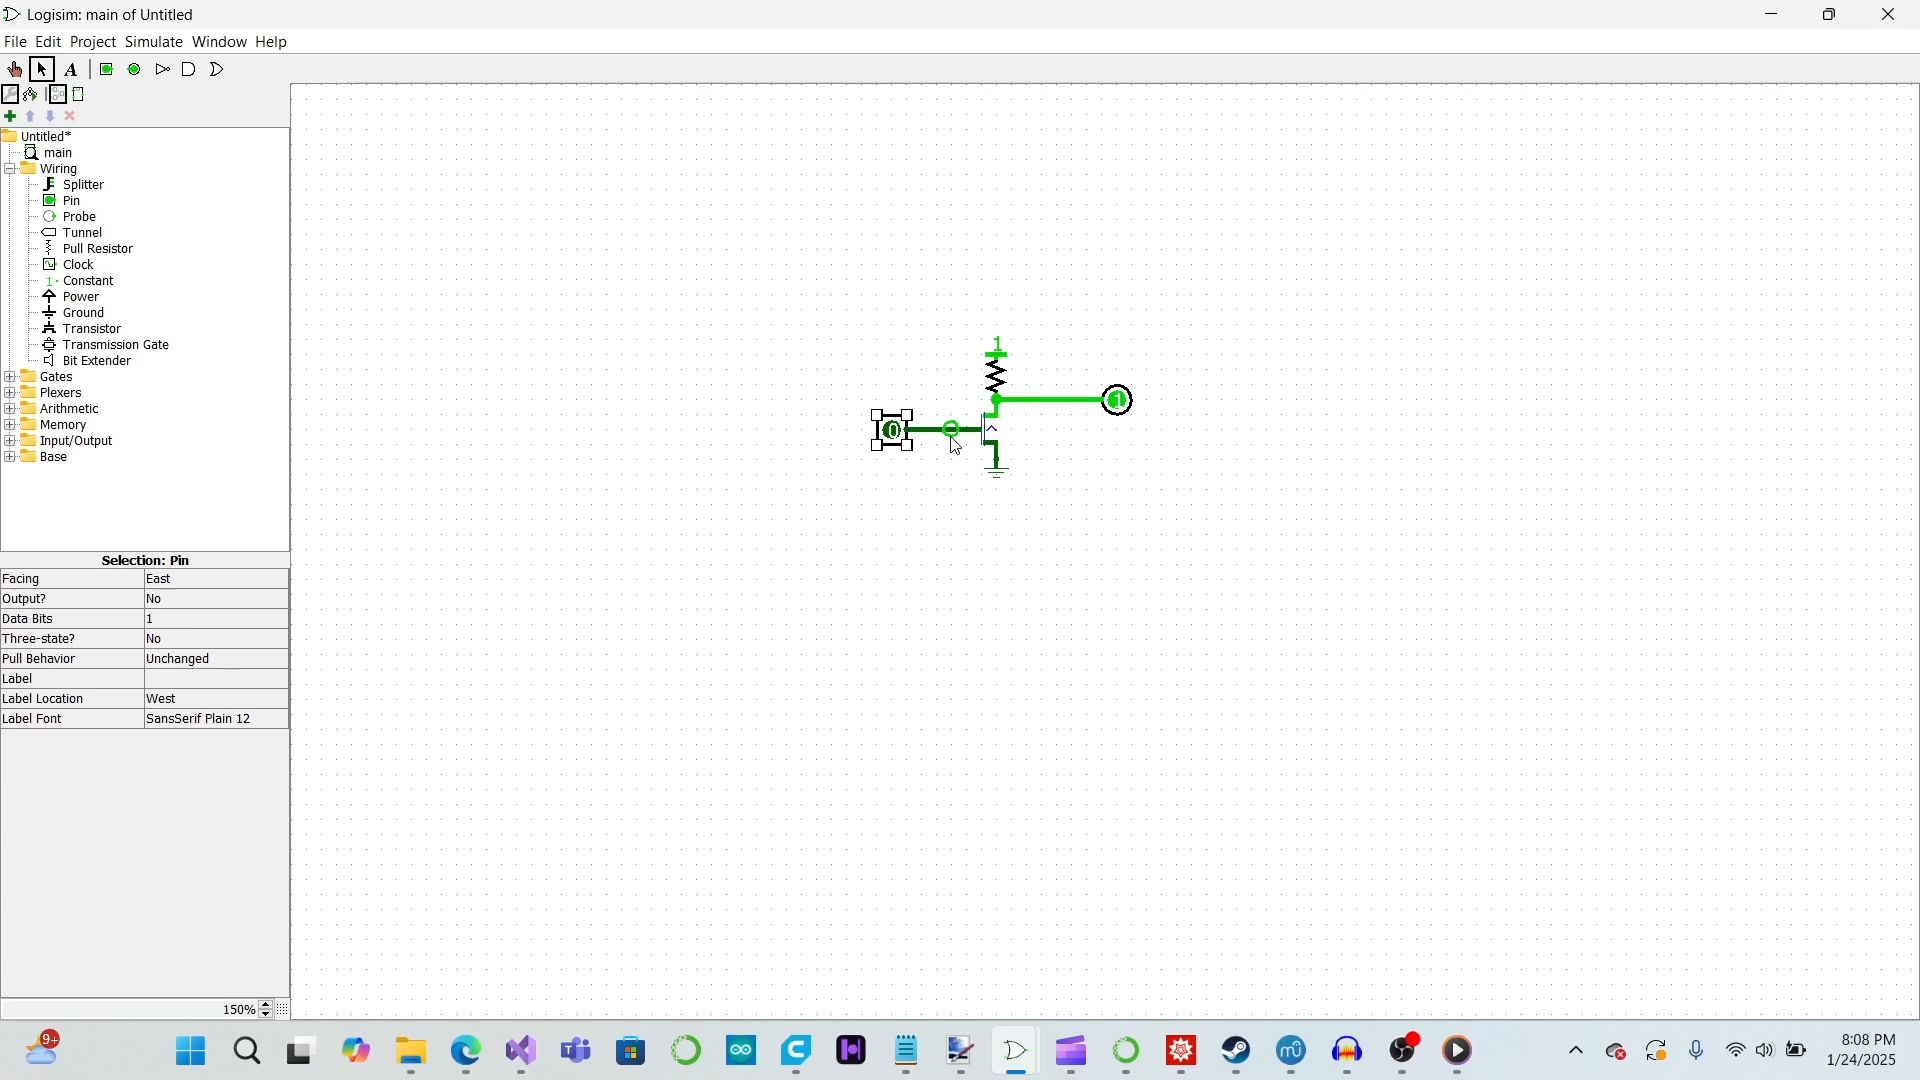 Logisim: main of Untitled
File Edit Project Simulate Window Help
A
Untitled*
main
Wiring
Splitter
Pin
Probe
Tunnel
Pull Resistor
Clock
1 Constant
Power
Ground
Transistor
Transmission Gate
Bit Extender
Gates
Plexers
Arithmetic
Memory
Input/Output
Base
1
1
0
Selection: Pin
Facing East
Output? No
Data Bits 1
Three-state? No
Pull Behavior Unchanged
Label
Label Location West
Label Font SansSerif Plain 12
150%
9+
mü
8:08 PM
1/24/2025